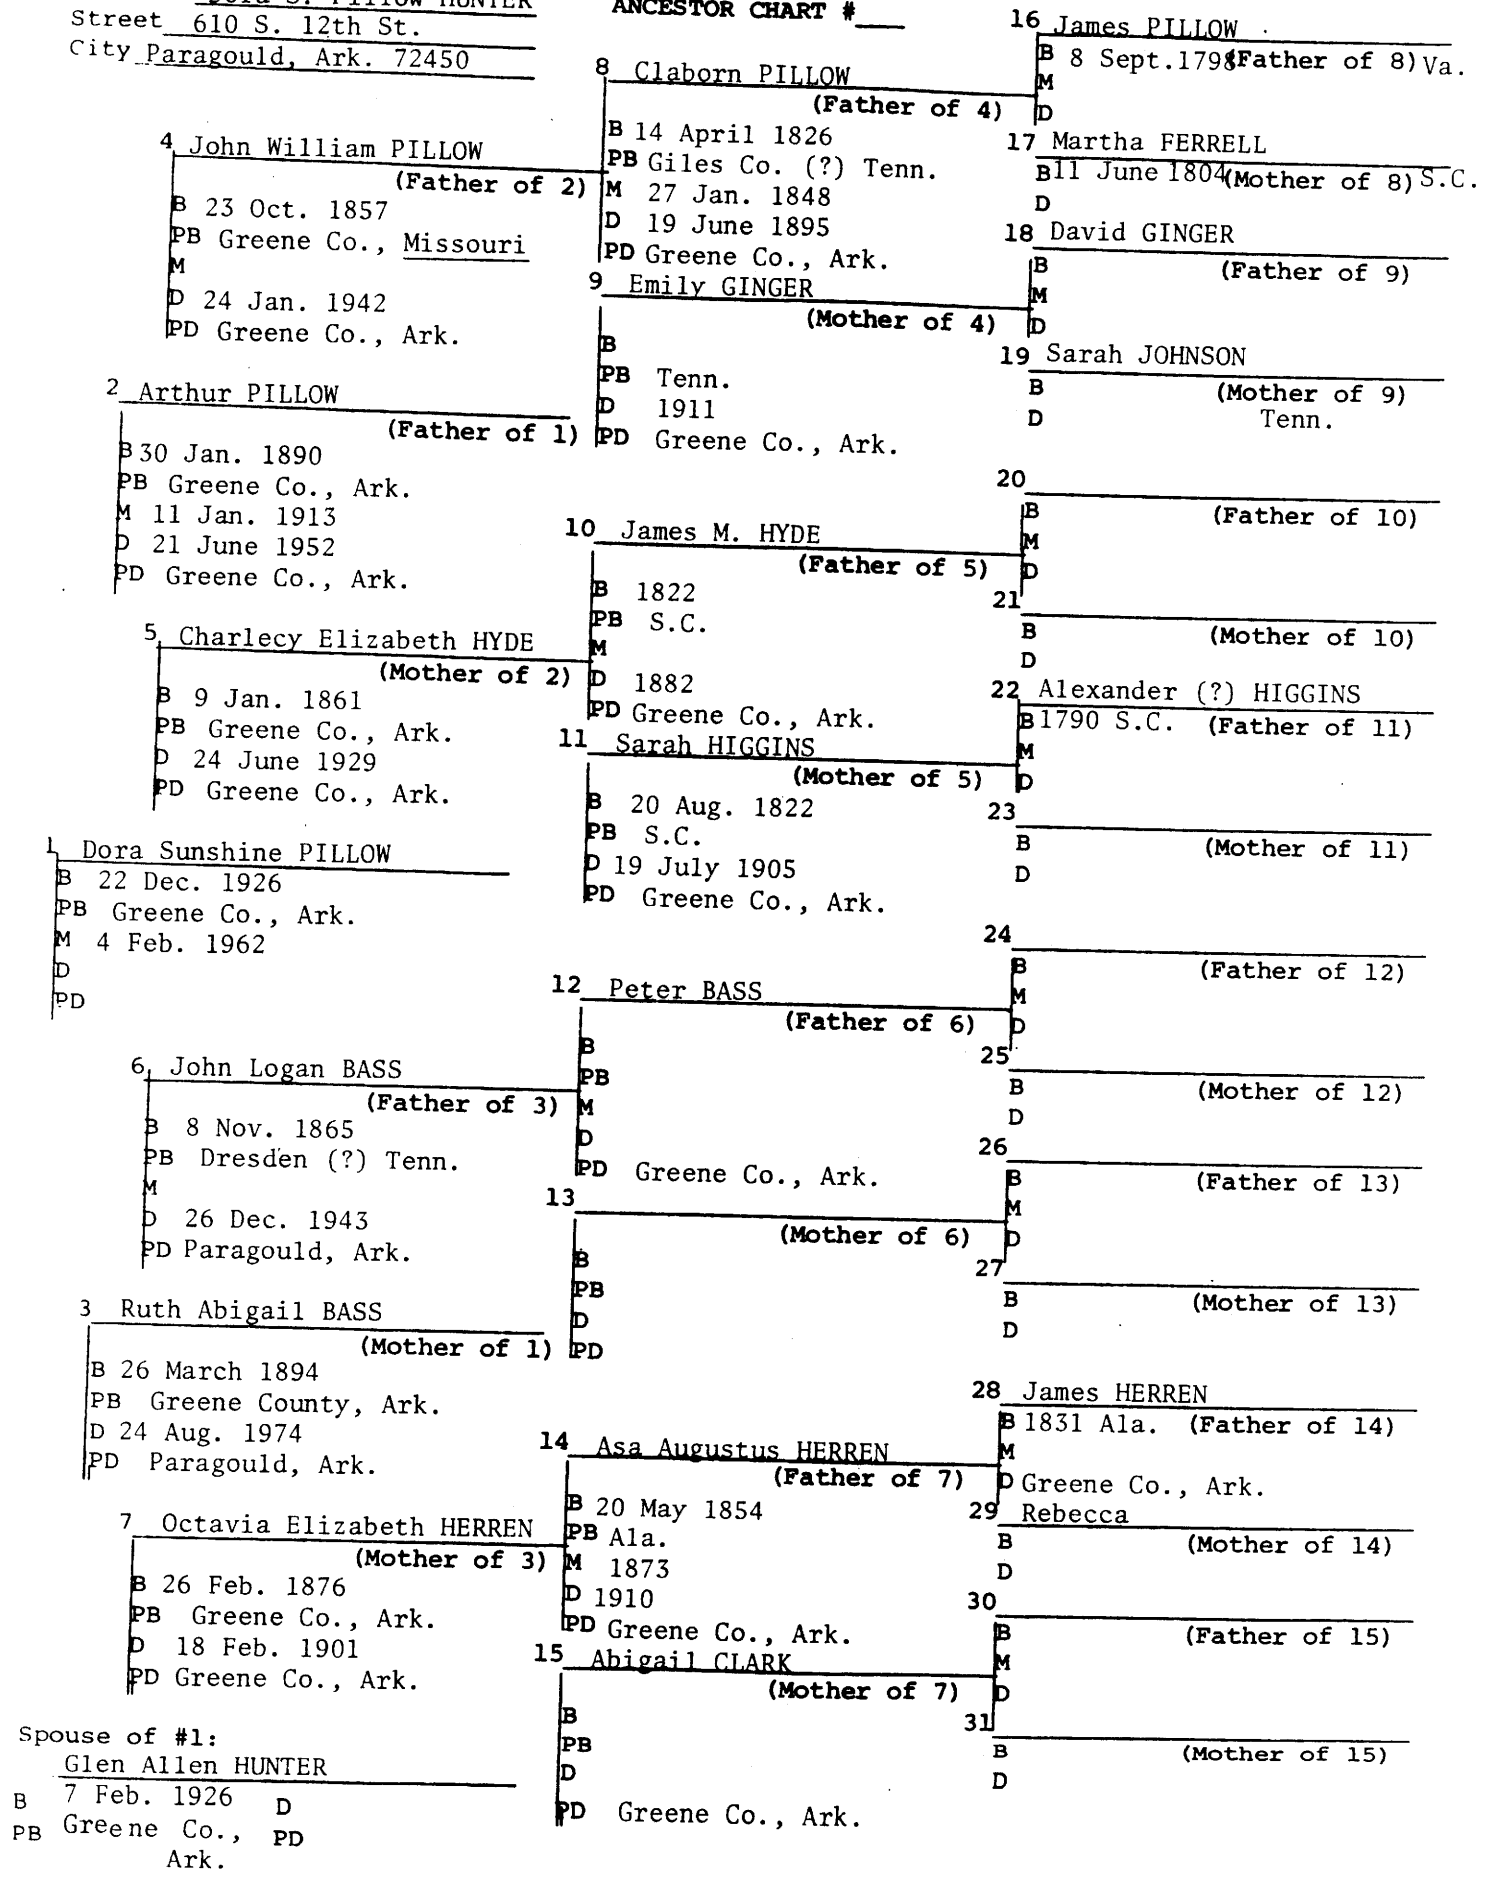 ANCESTOR CHART #
Street 610 S. 12th St.
City Paragould, Ark. 72450
1 Dora Sunshine PILLOW
B 22 Dec. 1926
PB Greene Co., Ark.
M 4 Feb. 1962
D
PD
2 Arthur PILLOW
(Father of 1)
B 30 Jan. 1890
PB Greene Co., Ark.
M 11 Jan. 1913
D 21 June 1952
PD Greene Co., Ark.
3 Ruth Abigail BASS
(Mother of 1)
B 26 March 1894
PB Greene County, Ark.
D 24 Aug. 1974
PD Paragould, Ark.
4 John William PILLOW
(Father of 2)
B 23 Oct. 1857
PB Greene Co., Missouri
M
D 24 Jan. 1942
PD Greene Co., Ark.
5 Charlecy Elizabeth HYDE
(Mother of 2)
B 9 Jan. 1861
PB Greene Co., Ark.
D 24 June 1929
PD Greene Co., Ark.
6 John Logan BASS
(Father of 3)
B 8 Nov. 1865
PB Dresden (?) Tenn.
M
D 26 Dec. 1943
PD Paragould, Ark.
7 Octavia Elizabeth HERREN
(Mother of 3)
B 26 Feb. 1876
PB Greene Co., Ark.
D 18 Feb. 1901
PD Greene Co., Ark.
Spouse of #1:
Glen Allen HUNTER
B 7 Feb. 1926 D
PB Greene Co., PD
Ark.
8 Claborn PILLOW
(Father of 4)
B 14 April 1826
PB Giles Co. (?) Tenn.
M 27 Jan. 1848
D 19 June 1895
PD Greene Co., Ark.
9 Emily GINGER
(Mother of 4)
B
PB Tenn.
D 1911
PD Greene Co., Ark.
10 James M. HYDE
(Father of 5)
B 1822
PB S.C.
M
D 1882
PD Greene Co., Ark.
11 Sarah HIGGINS
(Mother of 5)
B 20 Aug. 1822
PB S.C.
D 19 July 1905
PD Greene Co., Ark.
12 Peter BASS
(Father of 6)
B
PB
M
D
PD Greene Co., Ark.
13
(Mother of 6)
B
PB
D
PD
14 Asa Augustus HERREN
(Father of 7)
B 20 May 1854
PB Ala.
M 1873
D 1910
PD Greene Co., Ark.
15 Abigail CLARK
(Mother of 7)
B
PB
D
PD Greene Co., Ark.
16 James PILLOW
B 8 Sept. (Father of 8) Va.
M
D
17 Martha FERRELL
B 11 June 1804 (Mother of 8) S.C.
D
18 David GINGER
B (Father of 9)
M
D
19 Sarah JOHNSON
B (Mother of 9)
D Tenn.
20
B (Father of 10)
M
D
21
B (Mother of 10)
D
22 Alexander (?) HIGGINS
B 1790 S.C. (Father of 11)
M
D
23
B (Mother of 11)
D
24
B (Father of 12)
M
D
25
B (Mother of 12)
D
26
B (Father of 13)
M
D
27
B (Mother of 13)
D
28 James HERREN
B 1831 Ala. (Father of 14)
M
D Greene Co., Ark.
29 Rebecca
B (Mother of 14)
D
30
B (Father of 15)
M
D
31
B (Mother of 15)
D